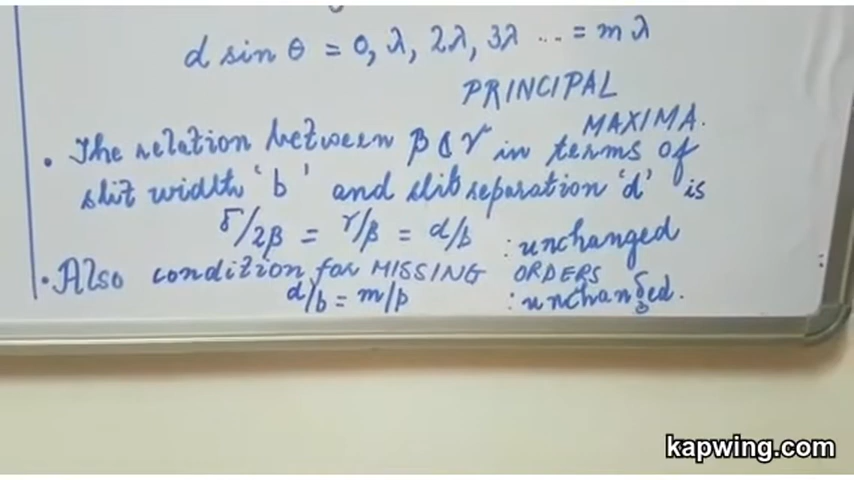 d sin θ = 0, λ, 2λ, 3λ ... = mλ
PRINCIPAL
MAXIMA.
• The relation between β & γ in terms of
slit width 'b' and slit separation 'd' is
δ/2β = γ/β = d/b : unchanged
• Also condition for MISSING ORDERS
d/b = m/p : unchanged.
kapwing.com